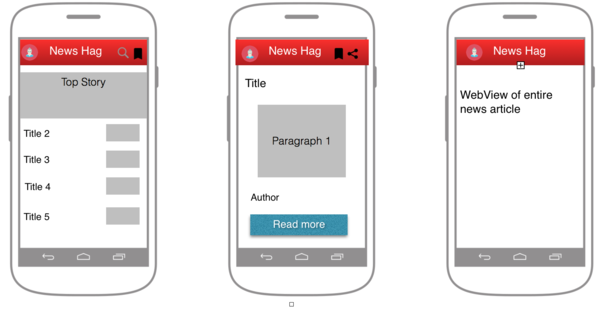 News Hag
Top Story
Title 2
Title 3
Title 4
Title 5
News Hag
Title
Paragraph 1
Author
Read more
News Hag
WebView of entire
news article